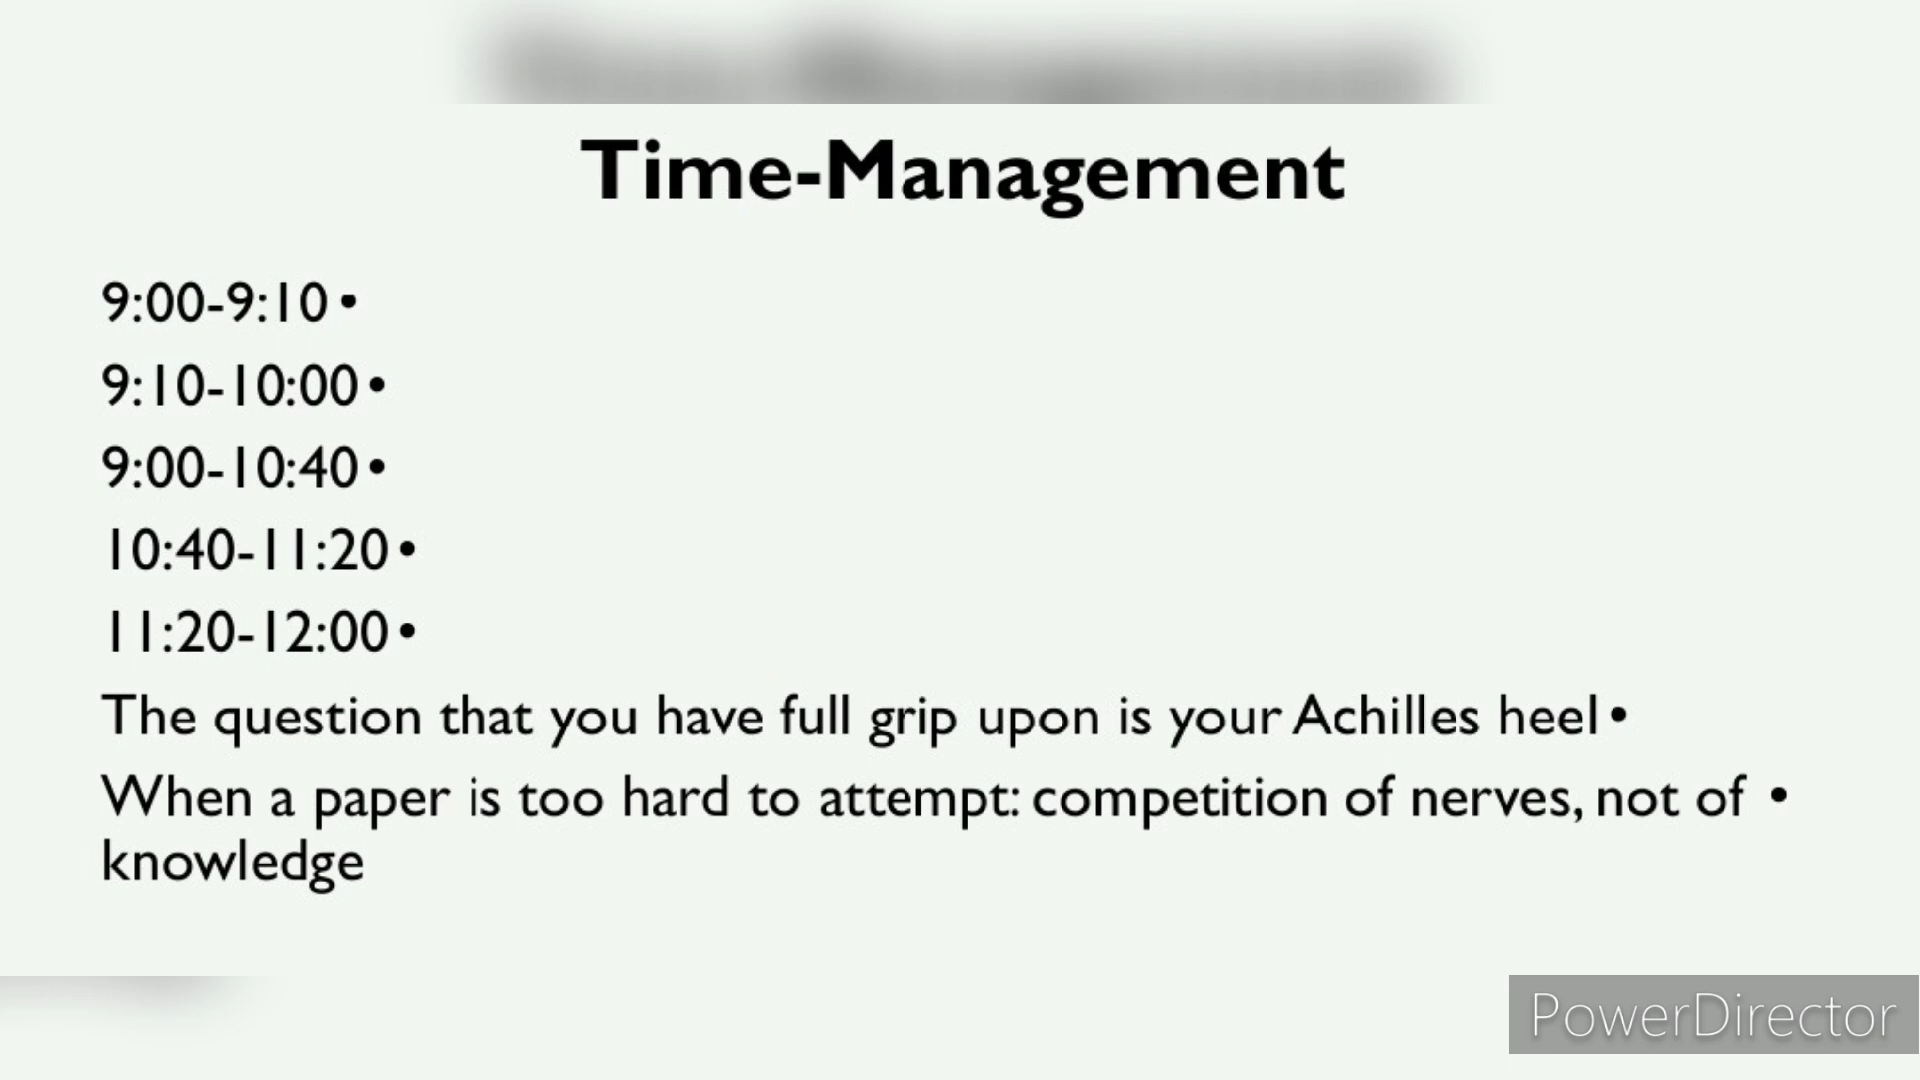 Time-Management
9:00-9:10 •
9:10-10:00 •
9:00-10:40 •
10:40-11:20 •
11:20-12:00 •
The question that you have full grip upon is your Achilles heel •
When a paper is too hard to attempt: competition of nerves, not of •
knowledge
PowerDirector